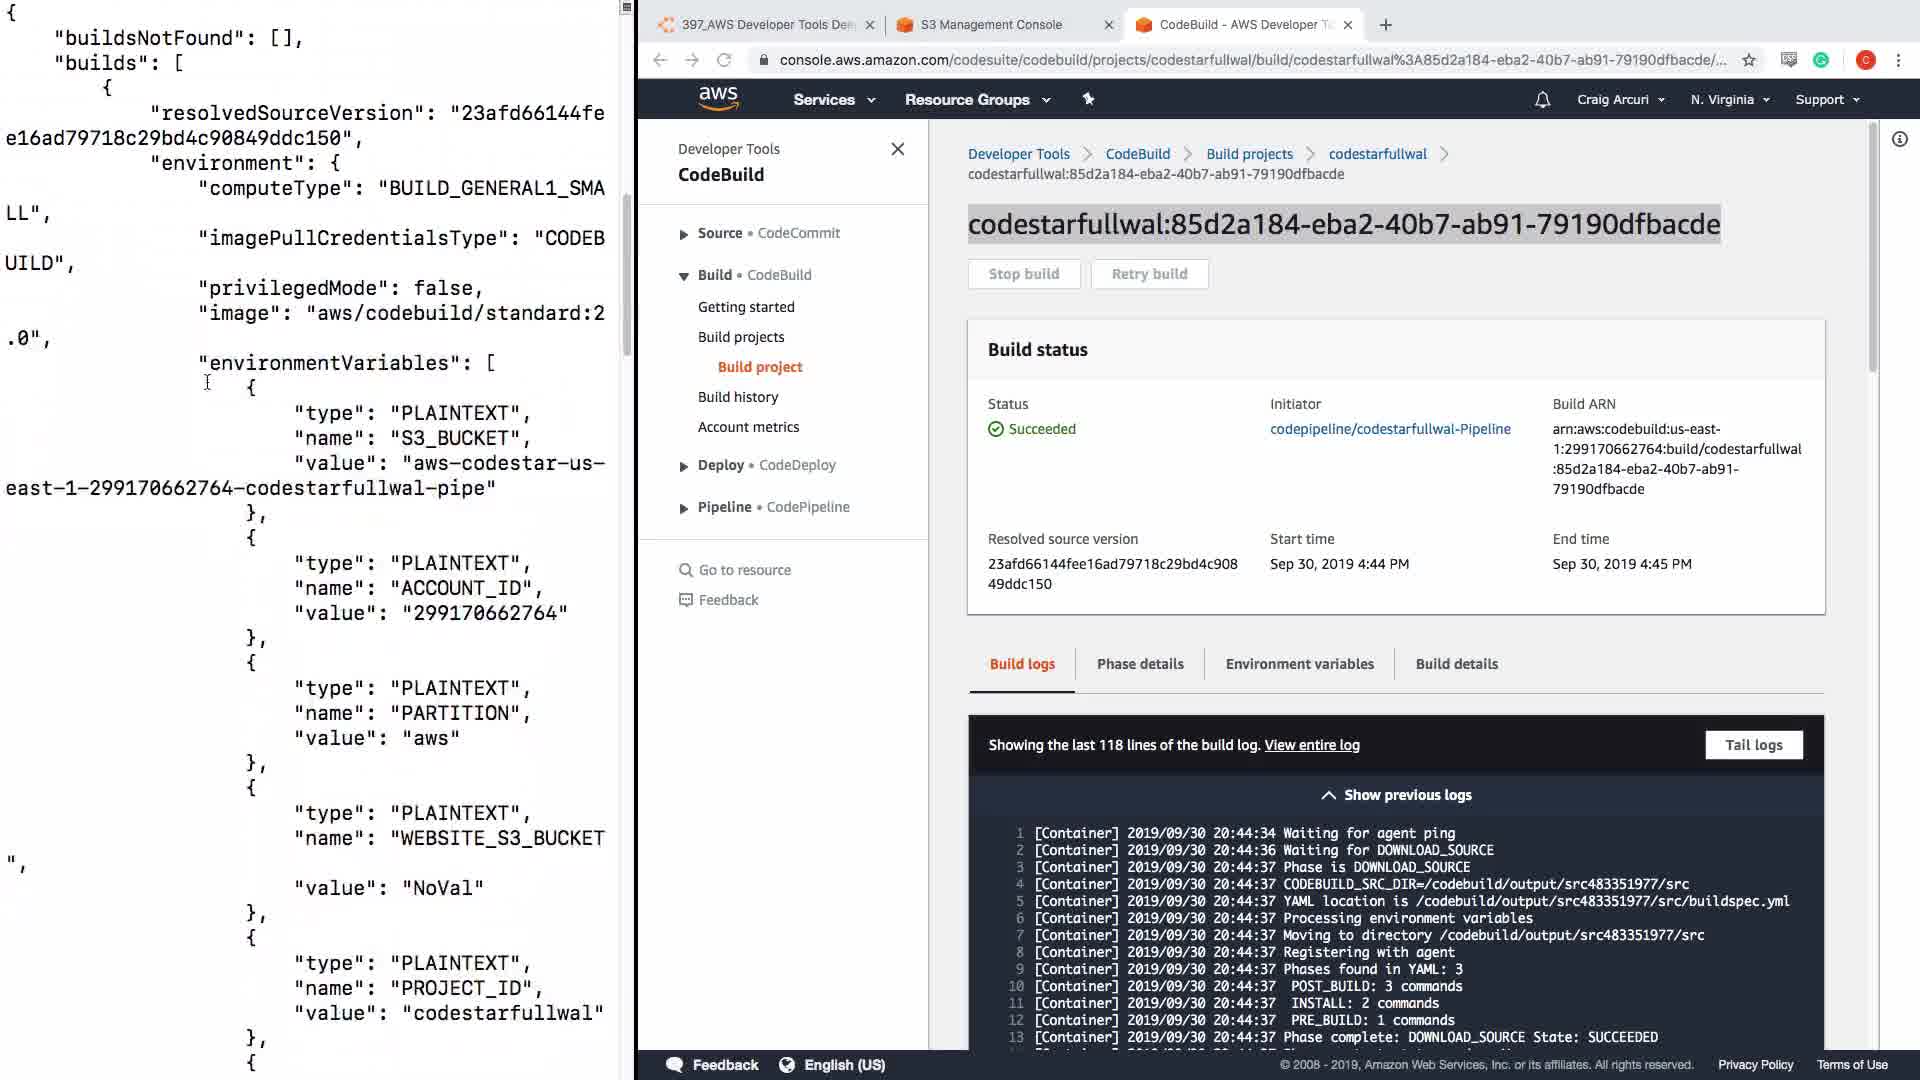 {
"buildsNotFound": [],
"builds": [
{
"resolvedSourceVersion": "23afd66144fe
e16ad79718c29bd4c90849ddc150",
"environment": {
"computeType": "BUILD_GENERAL1_SMA
LL",
"imagePullCredentialsType": "CODEB
UILD",
"privilegedMode": false,
"image": "aws/codebuild/standard:2
.0",
"environmentVariables": [
{
"type": "PLAINTEXT",
"name": "S3_BUCKET",
"value": "aws-codestar-us-
east-1-299170662764-codestarfullwal-pipe"
},
{
"type": "PLAINTEXT",
"name": "ACCOUNT_ID",
"value": "299170662764"
},
{
"type": "PLAINTEXT",
"name": "PARTITION",
"value": "aws"
},
{
"type": "PLAINTEXT",
"name": "WEBSITE_S3_BUCKET
",
"value": "NoVal"
},
{
"type": "PLAINTEXT",
"name": "PROJECT_ID",
"value": "codestarfullwal"
},
{
397_AWS Developer Tools
S3 Management Console
CodeBuild - AWS Developer
console.aws.amazon.com/codesuite/codebuild/projects/codestarfullwal/build/codestarfullwal%3A85d2a184-eba2-40b7-ab91-79190dfbacde/...
C
aws
Services
Resource Groups
Craig Arcuri
N. Virginia
Support
Developer Tools
CodeBuild
Source • CodeCommit
Build • CodeBuild
Getting started
Build projects
Build project
Build history
Account metrics
Deploy • CodeDeploy
Pipeline • CodePipeline
Go to resource
Feedback
Developer Tools
CodeBuild
Build projects
codestarfullwal
codestarfullwal:85d2a184-eba2-40b7-ab91-79190dfbacde
codestarfullwal:85d2a184-eba2-40b7-ab91-79190dfbacde
Stop build
Retry build
Build status
Status
Succeeded
Initiator
codepipeline/codestarfullwal-Pipeline
Build ARN
arn:aws:codebuild:us-east-
1:299170662764:build/codestarfullwal
:85d2a184-eba2-40b7-ab91-
79190dfbacde
Resolved source version
23afd66144fee16ad79718c29bd4c908
49ddc150
Start time
Sep 30, 2019 4:44 PM
End time
Sep 30, 2019 4:45 PM
Build logs
Phase details
Environment variables
Build details
Showing the last 118 lines of the build log. View entire log
Tail logs
Show previous logs
1 [Container] 2019/09/30 20:44:34 Waiting for agent ping
2 [Container] 2019/09/30 20:44:36 Waiting for DOWNLOAD_SOURCE
3 [Container] 2019/09/30 20:44:37 Phase is DOWNLOAD_SOURCE
4 [Container] 2019/09/30 20:44:37 CODEBUILD_SRC_DIR=/codebuild/output/src483351977/src
5 [Container] 2019/09/30 20:44:37 YAML location is /codebuild/output/src483351977/src/buildspec.yml
6 [Container] 2019/09/30 20:44:37 Processing environment variables
7 [Container] 2019/09/30 20:44:37 Moving to directory /codebuild/output/src483351977/src
8 [Container] 2019/09/30 20:44:37 Registering with agent
9 [Container] 2019/09/30 20:44:37 Phases found in YAML: 3
10 [Container] 2019/09/30 20:44:37 POST_BUILD: 3 commands
11 [Container] 2019/09/30 20:44:37 INSTALL: 2 commands
12 [Container] 2019/09/30 20:44:37 PRE_BUILD: 1 commands
13 [Container] 2019/09/30 20:44:37 Phase complete: DOWNLOAD_SOURCE State: SUCCEEDED
Feedback
English (US)
© 2008 - 2019, Amazon Web Services, Inc. or its affiliates. All rights reserved.
Privacy Policy
Terms of Use